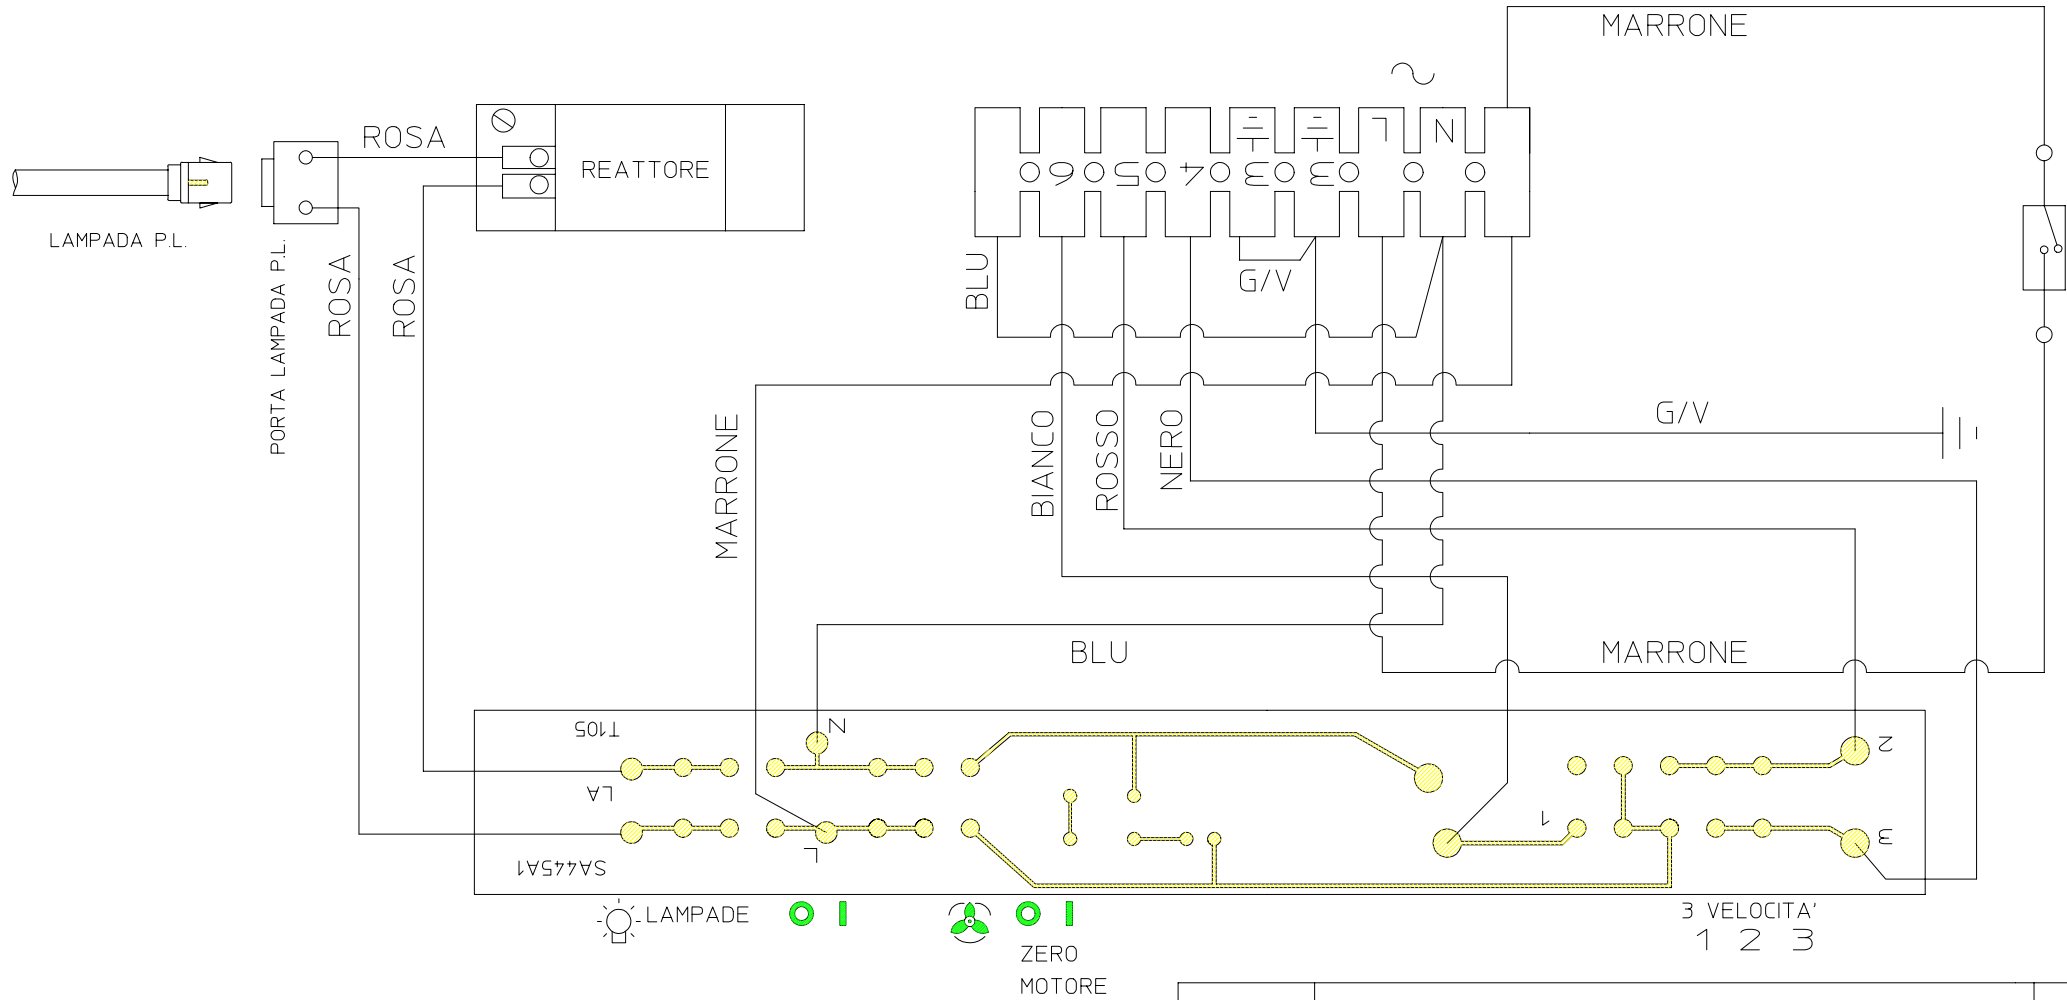 MARRONE
ROSA
REATTORE
6
5
4
3
3
L
N
LAMPADA P.L.
PORTA LAMPADA P.L.
ROSA
ROSA
BLU
G/V
MARRONE
BIANCO
ROSSO
NERO
G/V
BLU
MARRONE
T105
N
2
LA
1
L
3
SA445A1
LAMPADE
3 VELOCITA'
1 2 3
ZERO
MOTORE